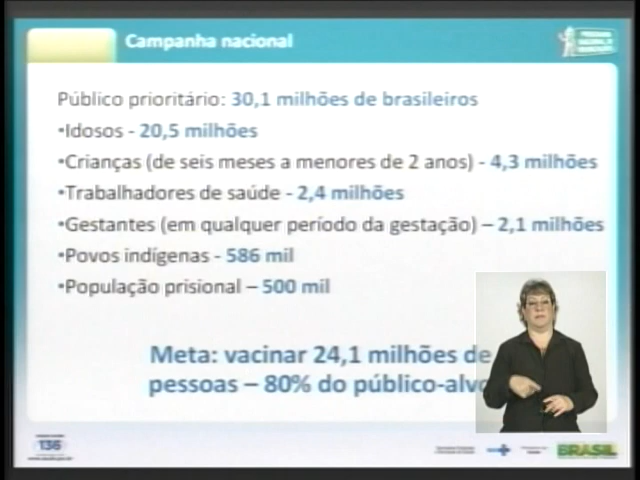 Campanha nacional
Público prioritário: 30,1 milhões de brasileiros
•Idosos - 20,5 milhões
•Crianças (de seis meses a menores de 2 anos) - 4,3 milhões
•Trabalhadores de saúde - 2,4 milhões
•Gestantes (em qualquer período da gestação) – 2,1 milhões
•Povos indígenas - 586 mil
•População prisional – 500 mil
Meta: vacinar 24,1 milhões de
pessoas – 80% do público-alvo
136
BRASIL